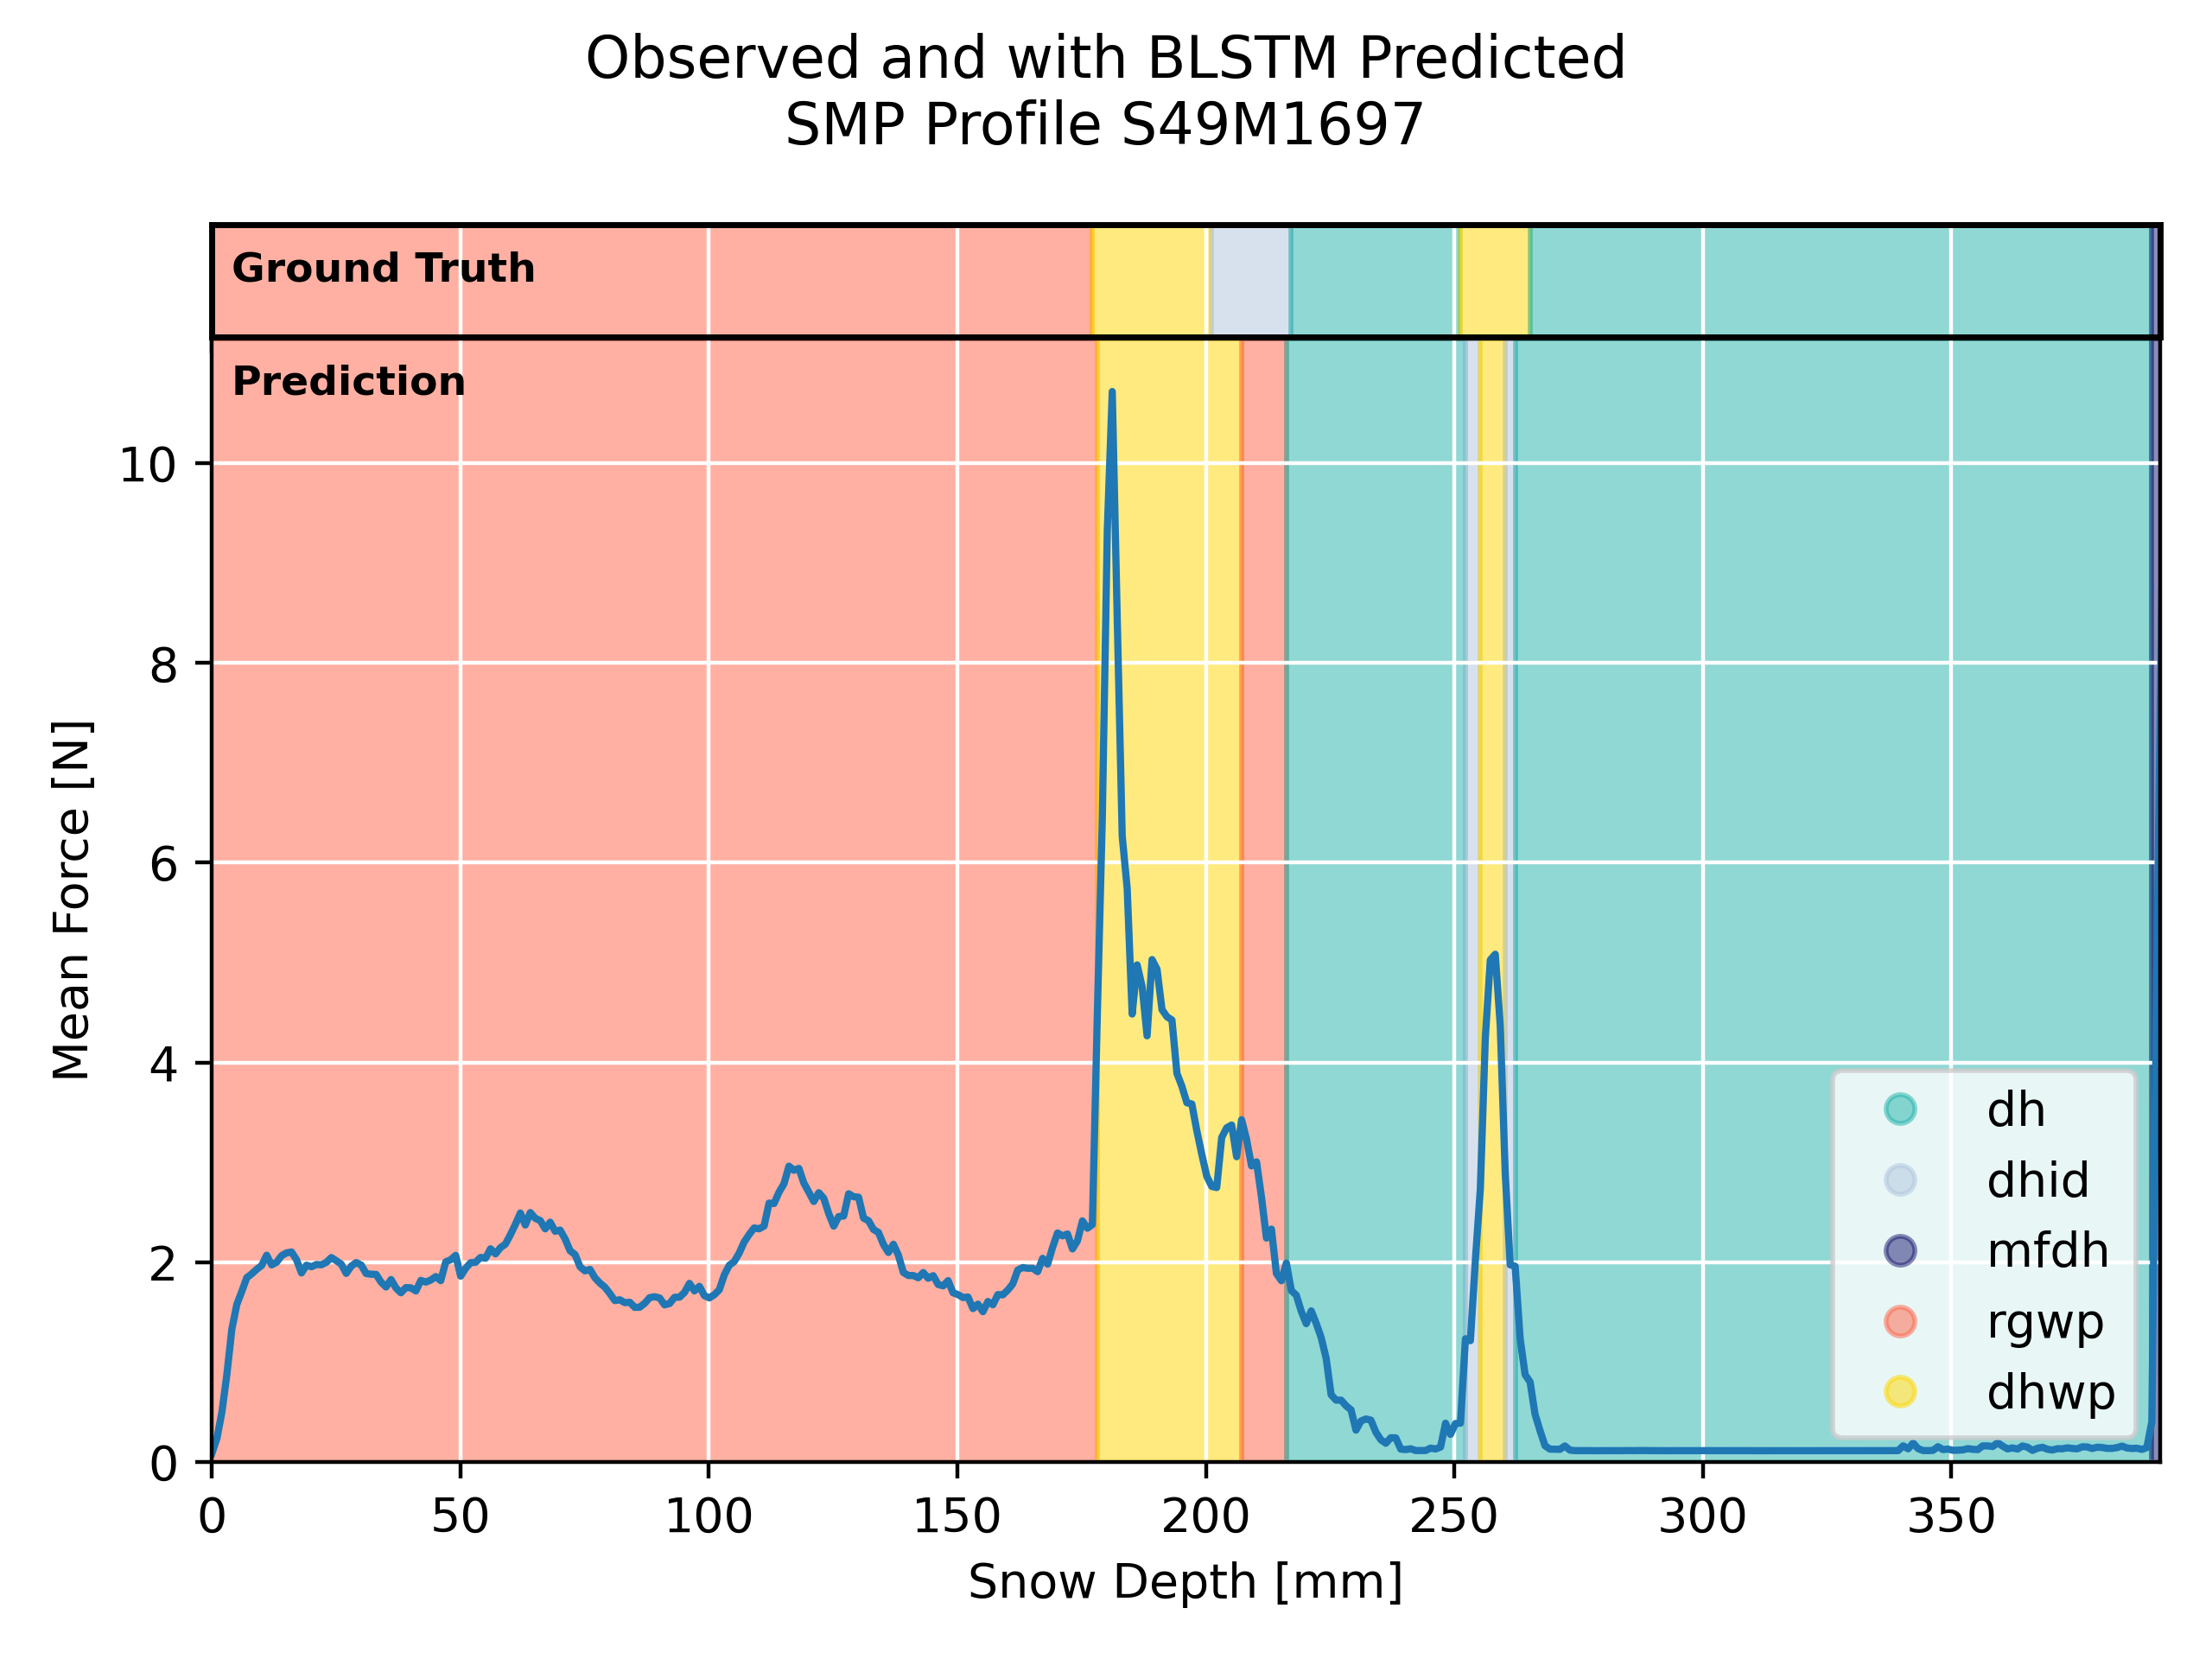 Observed and with BLSTM Predicted
SMP Profile S49M1697
Ground Truth
Prediction
10
8
6
4
2
0
Mean Force [N]
dh
dhid
mfdh
rgwp
dhwp
0 50 100 150 200 250 300 350
Snow Depth [mm]